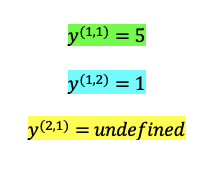 y⁽¹,¹⁾ = 5
y⁽¹,²⁾ = 1
y⁽²,¹⁾ = undefined